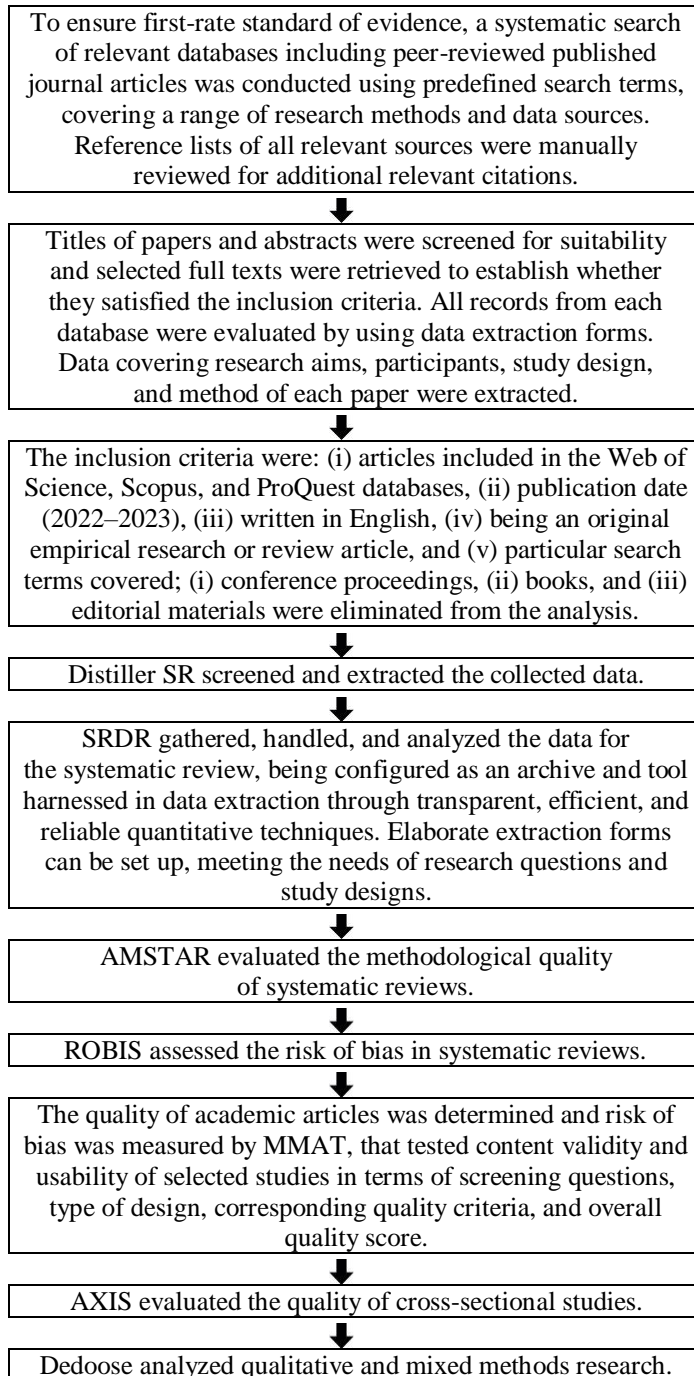 To ensure first-rate standard of evidence, a systematic search
of relevant databases including peer-reviewed published
journal articles was conducted using predefined search terms,
covering a range of research methods and data sources.
Reference lists of all relevant sources were manually
reviewed for additional relevant citations.
Titles of papers and abstracts were screened for suitability
and selected full texts were retrieved to establish whether
they satisfied the inclusion criteria. All records from each
database were evaluated by using data extraction forms.
Data covering research aims, participants, study design,
and method of each paper were extracted.
The inclusion criteria were: (i) articles included in the Web of
Science, Scopus, and ProQuest databases, (ii) publication date
(2022–2023), (iii) written in English, (iv) being an original
empirical research or review article, and (v) particular search
terms covered; (i) conference proceedings, (ii) books, and (iii)
editorial materials were eliminated from the analysis.
Distiller SR screened and extracted the collected data.
SRDR gathered, handled, and analyzed the data for
the systematic review, being configured as an archive and tool
harnessed in data extraction through transparent, efficient, and
reliable quantitative techniques. Elaborate extraction forms
can be set up, meeting the needs of research questions and
study designs.
AMSTAR evaluated the methodological quality
of systematic reviews.
ROBIS assessed the risk of bias in systematic reviews.
The quality of academic articles was determined and risk of
bias was measured by MMAT, that tested content validity and
usability of selected studies in terms of screening questions,
type of design, corresponding quality criteria, and overall
quality score.
AXIS evaluated the quality of cross-sectional studies.
Dedoose analyzed qualitative and mixed methods research.